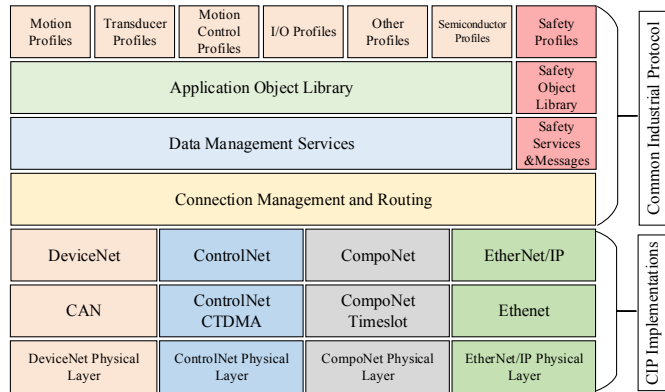 Motion
Profiles
Transducer
Profiles
Motion
Control
Profiles
I/O Profiles
Other
Profiles
Semiconductor
Profiles
Safety
Profiles
Application Object Library
Safety
Object
Library
Data Management Services
Safety
Services
&Messages
Connection Management and Routing
Common Industrial Protocol
DeviceNet
ControlNet
CompoNet
EtherNet/IP
CAN
ControlNet
CTDMA
CompoNet
Timeslot
Ethenet
DeviceNet Physical
Layer
ControlNet Physical
Layer
CompoNet Physical
Layer
EtherNet/IP Physical
Layer
CIP Implementations